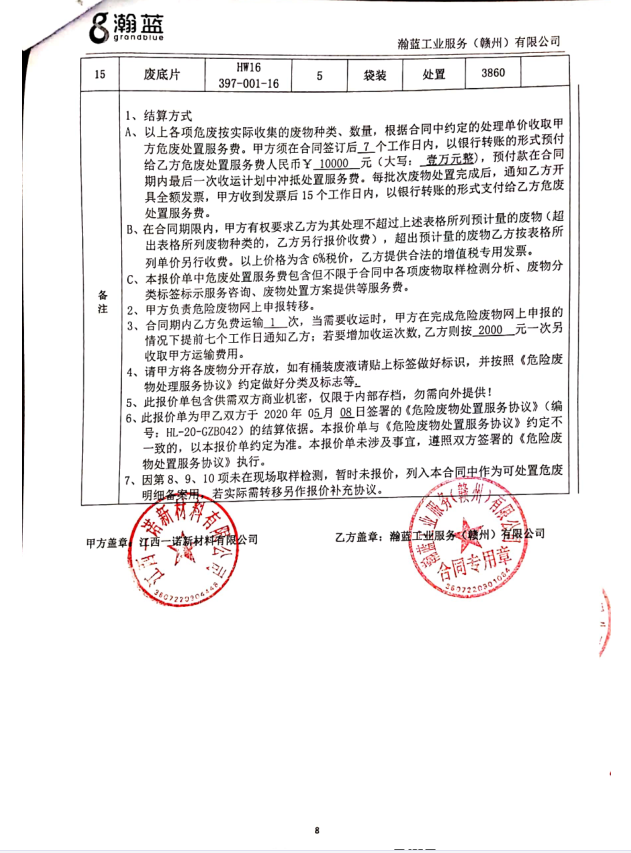 瀚蓝
grandblue
瀚蓝工业服务（赣州）有限公司
15 废底片 HW16 397-001-16 5 袋装 处置 3860
备注
1、结算方式
A、以上各项危废按实际收集的废物种类、数量，根据合同中约定的处理单价收取甲
方危废处置服务费。甲方须在合同签订后 7 个工作日内，以银行转账的形式预付
给乙方危废处置服务费人民币￥ 10000 元（大写：壹万元整），预付款在合同
期内最后一次收运计划中冲抵处置服务费。每批次废物处置完成后，通知乙方开
具全额发票，甲方收到发票后 15 个工作日内，以银行转账的形式支付给乙方危废
处置服务费。
B、在合同期限内，甲方有权要求乙方为其处理不超过上述表格所列预计量的废物（超
出表格所列废物种类的，乙方另行报价收费），超出预计量的废物乙方按表格所
列单价另行收费。以上价格为含 6%税价，乙方提供合法的增值税专用发票。
C、本报价单中危废处置服务费包含但不限于合同中各项废物取样检测分析、废物分
类标签标示服务咨询、废物处置方案提供等服务费。
2、甲方负责危险废物网上申报转移。
3、合同期内乙方免费运输 1 次，当需要收运时，甲方在完成危险废物网上申报的
情况下提前七个工作日通知乙方；若要增加收运次数,乙方则按 2000 元一次另
收取甲方运输费用。
4、请甲方将各废物分开存放，如有桶装废液请贴上标签做好标识，并按照《危险废
物处理服务协议》约定做好分类及标志等。
5、此报价单包含供需双方商业机密，仅限于内部存档，勿需向外提供！
6、此报价单为甲乙双方于 2020 年 05 月 08 日签署的《危险废物处置服务协议》（编
号：HL-20-GZB042）的结算依据。本报价单与《危险废物处置服务协议》约定不
一致的，以本报价单约定为准。本报价单未涉及事宜，遵照双方签署的《危险废
物处置服务协议》执行。
7、因第 8、9、10 项未在现场取样检测，暂时未报价，列入本合同中作为可处置危废
明细备案用，若实际需转移另作报价补充协议。
甲方盖章：江西一诺新材料有限公司 乙方盖章：瀚蓝工业服务（赣州）有限公司
江西一诺新材料有限公司
瀚蓝工业服务（赣州）有限公司
合同专用章
8